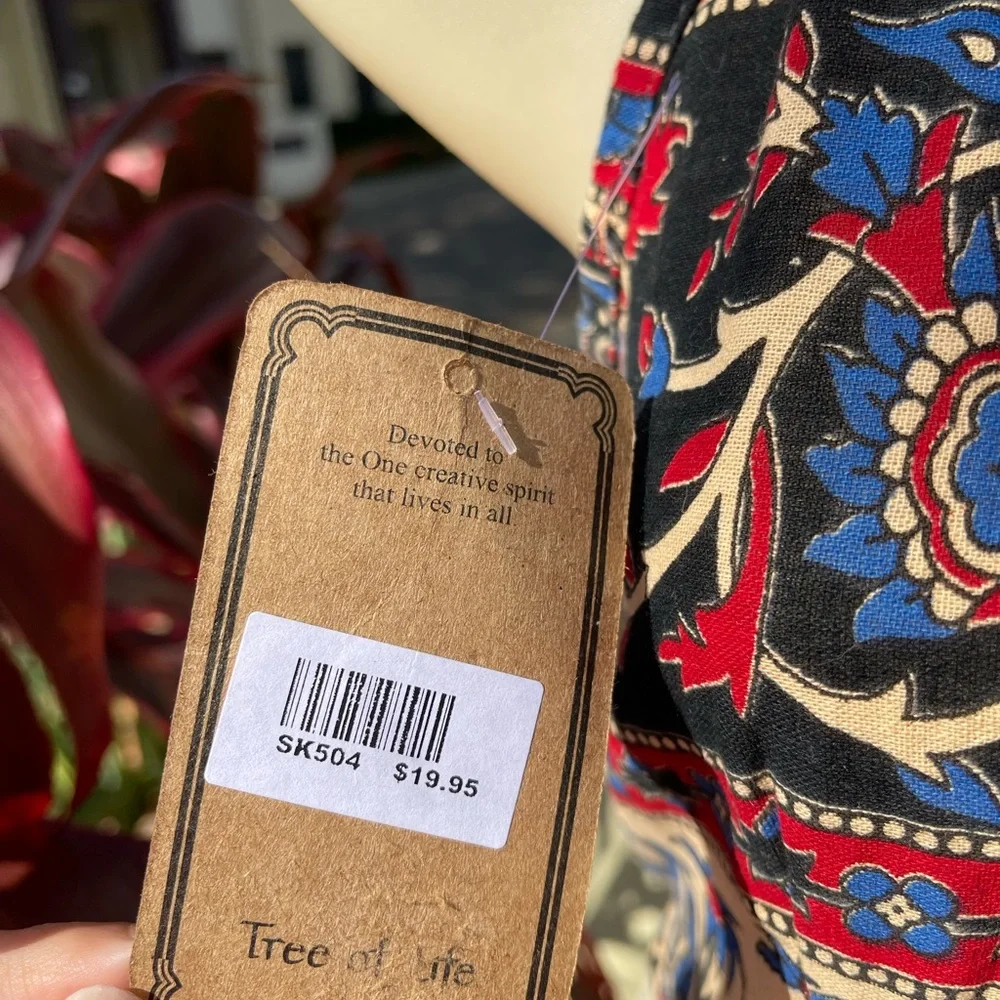 Devoted to
the One creative spirit
that lives in all
SK504 $19.95
Tree of Life